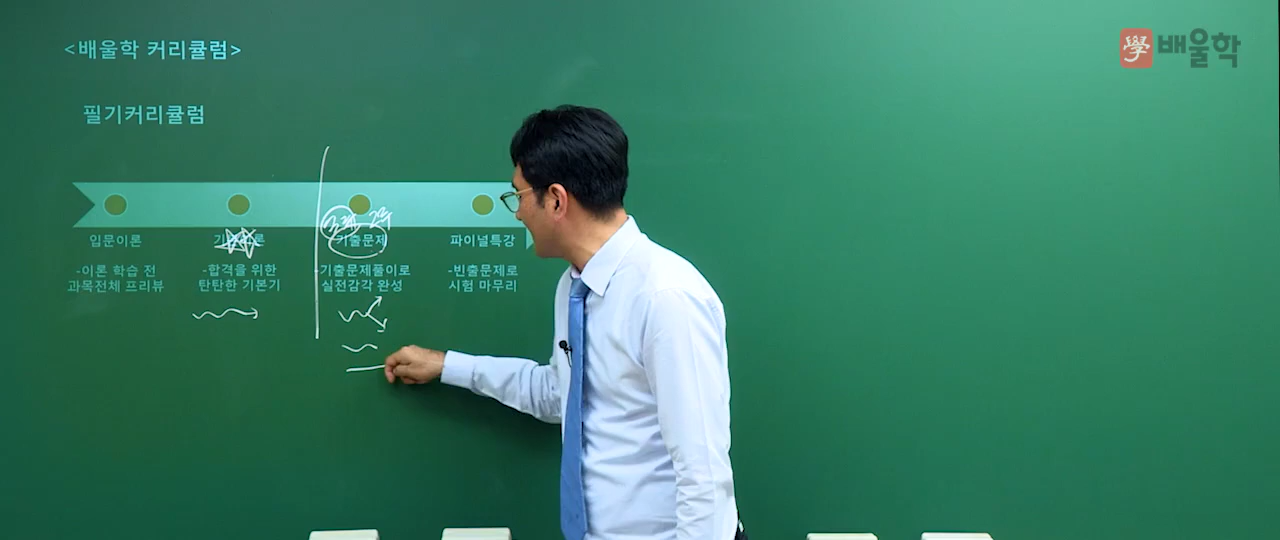 <배울학 커리큘럼>
學 배울학
필기커리큘럼
입문이론
기출문제
파이널특강
-이론 학습 전
과목전체 프리뷰
-합격을 위한
탄탄한 기본기
-기출문제풀이로
실전감각 완성
-빈출문제로
시험 마무리